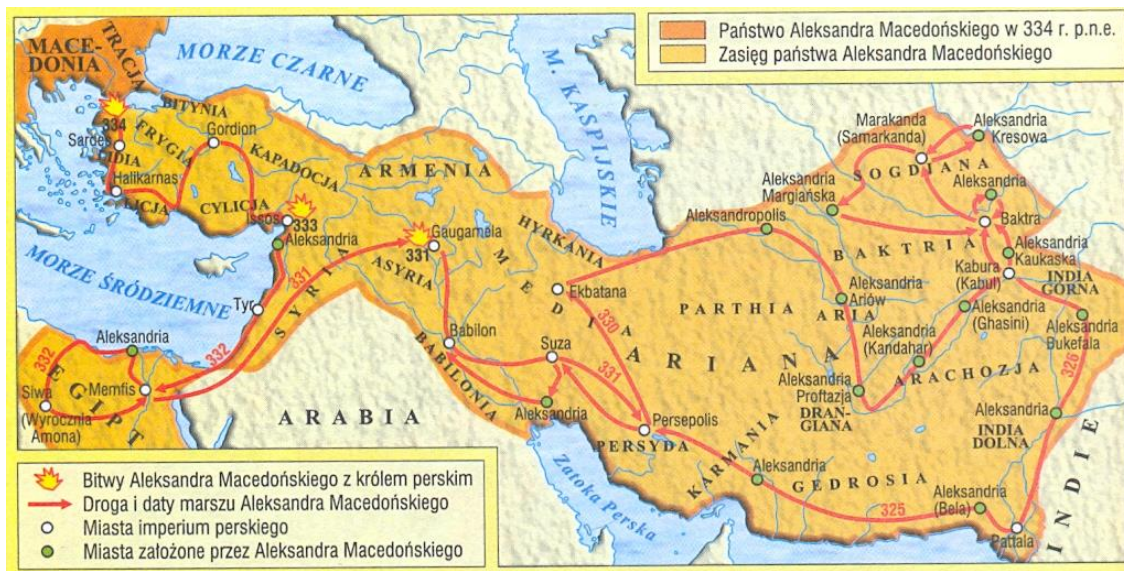 MACE-
DONIA
TRACJA
MORZE CZARNE
M. KASPIJSKIE
Państwo Aleksandra Macedońskiego w 334 r. p.n.e.
Zasięg państwa Aleksandra Macedońskiego
BITYNIA
334
Sardes
FRYGIA
LIDIA
Gordion
KAPADOCJA
Halikarnas
LICJA
CYLICJA
Issos
333
ARMENIA
Aleksandria
MORZE ŚRÓDZIEMNE
Tyr
SYRIA
331
Gaugamela
331
ASYRIA
HYRKANIA
MEDIA
Ekbatana
330
Babilon
BABILONIA
Suza
331
Aleksandria
Persepolis
PERSYDA
Aleksandria
332
Memfis
332
EGIPT
Siwa
(Wyrocznia
Amona)
ARABIA
Zatoka Perska
Marakanda
(Samarkanda)
Aleksandria
Kresowa
SOGDIANA
Aleksandria
Margiańska
Aleksandria
Aleksandropolis
Baktra
BAKTRIA
Aleksandria
Kaukaska
Kabura
(Kabul)
INDIA
GÓRNA
PARTHIA
ARIA
Aleksandria
Ariów
Aleksandria
(Ghasini)
Aleksandria
Bukefala
ARIANA
Aleksandria
(Kandahar)
326
ARACHOZJA
Aleksandria
Proftazja
DRAN-
GIANA
Aleksandria
INDIA
DOLNA
KARMANIA
Aleksandria
GEDROSIA
325
Aleksandria
(Bela)
Pattala
INDIE
Bitwy Aleksandra Macedońskiego z królem perskim
Droga i daty marszu Aleksandra Macedońskiego
Miasta imperium perskiego
Miasta założone przez Aleksandra Macedońskiego